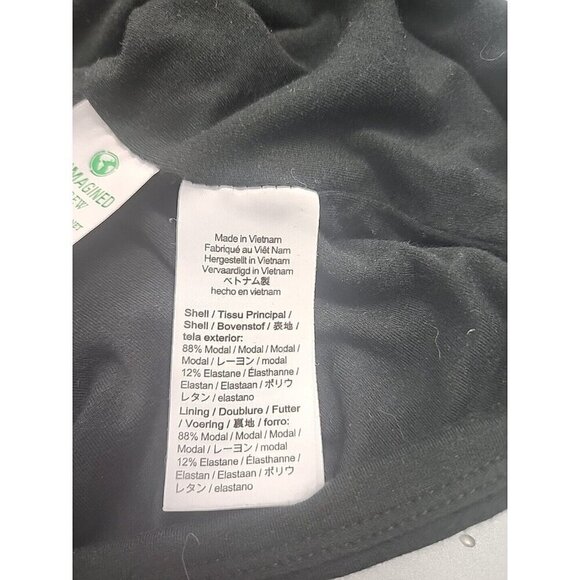 Made in Vietnam
Fabriqué au Viêt Nam
Hergestellt in Vietnam
Vervaardigd in Vietnam
ベトナム製
hecho en vietnam
Shell / Tissu Principal /
Shell / Bovenstof / 表地 /
tela exterior:
88% Modal / Modal / Modal /
Modal / レーヨン / modal
12% Elastane / Élasthanne /
Elastan / Elastaan / ポリウ
レタン / elastano
Lining / Doublure / Futter
/ Voering / 裏地 / forro:
88% Modal / Modal / Modal /
Modal / レーヨン / modal
12% Elastane / Élasthanne /
Elastan / Elastaan / ポリウ
レタン / elastano